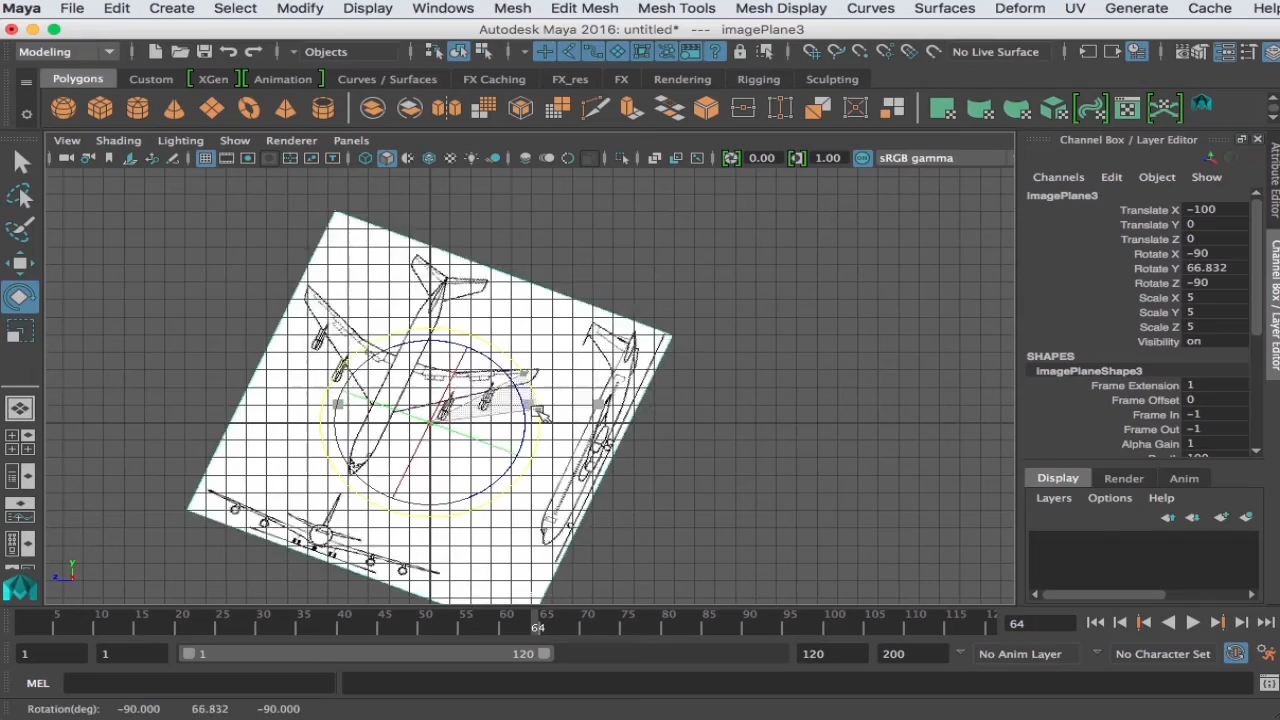 Maya File Edit Create Select Modify Display Windows Mesh Edit Mesh Mesh Tools Mesh Display Curves Surfaces Deform UV Generate Cache
Autodesk Maya 2016: untitled* --- imagePlane3
Modeling Objects No Live Surface
Polygons Custom XGen Animation Curves / Surfaces FX Caching FX_res FX Rendering Rigging Sculpting
View Shading Lighting Show Renderer Panels
0.00 1.00 sRGB gamma
Channel Box / Layer Editor
Channels Edit Object Show
ImagePlane3
Translate X -100
Translate Y 0
Translate Z 0
Rotate X -90
Rotate Y 66.832
Rotate Z -90
Scale X 5
Scale Y 5
Scale Z 5
Visibility on
SHAPES
imagePlaneShape3
Frame Extension 1
Frame Offset 0
Frame In -1
Frame Out -1
Alpha Gain 1
Display Render Anim
Layers Options Help
Attribute Editor
Channel Box / Layer Editor
y
z
5 10 15 20 25 30 35 40 45 50 55 60 65 70 75 80 85 90 95 100 105 110 115
64
64
1 1 1 120 120 200 No Anim Layer No Character Set
MEL
Rotation(deg): -90.000 66.832 -90.000